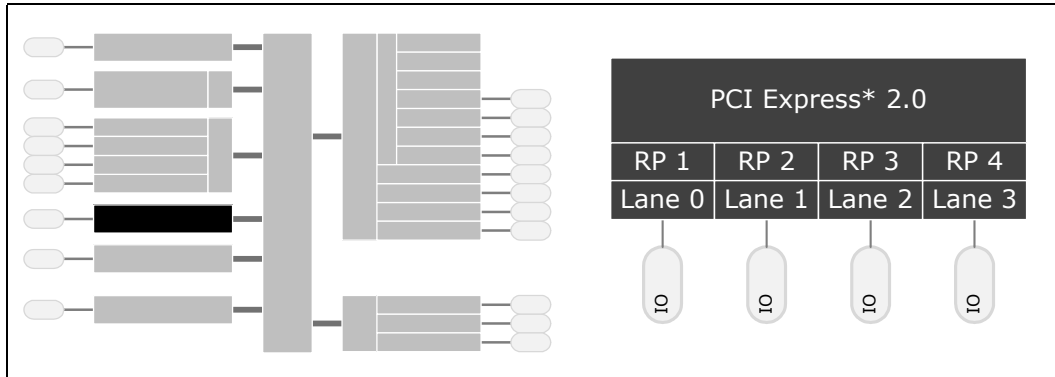 PCI Express* 2.0
RP 1 RP 2 RP 3 RP 4
Lane 0 Lane 1 Lane 2 Lane 3
IO IO IO IO